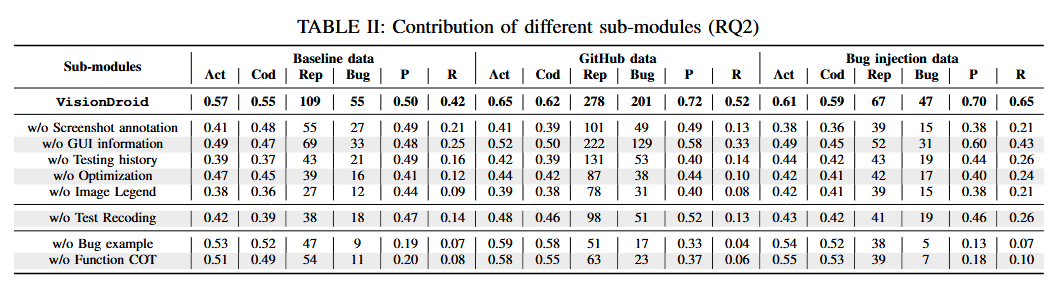 TABLE II: Contribution of different sub-modules (RQ2)
Sub-modules Baseline data GitHub data Bug injection data
Act Cod Rep Bug P R Act Cod Rep Bug P R Act Cod Rep Bug P R
VisionDroid 0.57 0.55 109 55 0.50 0.42 0.65 0.62 278 201 0.72 0.52 0.61 0.59 67 47 0.70 0.65
w/o Screenshot annotation 0.41 0.48 55 27 0.49 0.21 0.41 0.39 101 49 0.49 0.13 0.38 0.36 39 15 0.38 0.21
w/o GUI information 0.49 0.47 69 33 0.48 0.25 0.52 0.50 222 129 0.58 0.33 0.49 0.45 52 31 0.60 0.43
w/o Testing history 0.39 0.37 43 21 0.49 0.16 0.42 0.39 131 53 0.40 0.14 0.44 0.42 43 19 0.44 0.26
w/o Optimization 0.47 0.45 39 16 0.41 0.12 0.44 0.42 87 38 0.44 0.10 0.42 0.41 42 17 0.40 0.24
w/o Image Legend 0.38 0.36 27 12 0.44 0.09 0.39 0.38 78 31 0.40 0.08 0.42 0.41 39 15 0.38 0.21
w/o Test Recoding 0.42 0.39 38 18 0.47 0.14 0.48 0.46 98 51 0.52 0.13 0.43 0.42 41 19 0.46 0.26
w/o Bug example 0.53 0.52 47 9 0.19 0.07 0.59 0.58 51 17 0.33 0.04 0.54 0.52 38 5 0.13 0.07
w/o Function COT 0.51 0.49 54 11 0.20 0.08 0.58 0.55 63 23 0.37 0.06 0.55 0.53 39 7 0.18 0.10